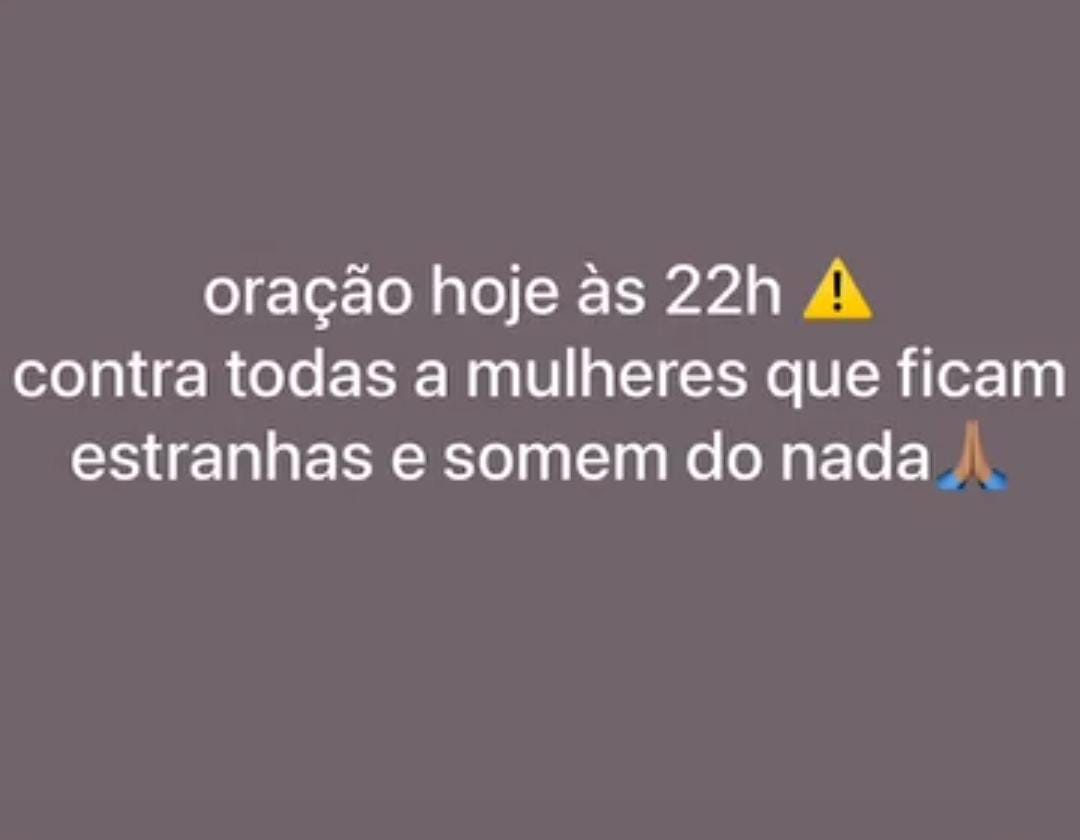 oração hoje às 22h ⚠️
contra todas a mulheres que ficam
estranhas e somem do nada🙏🏽